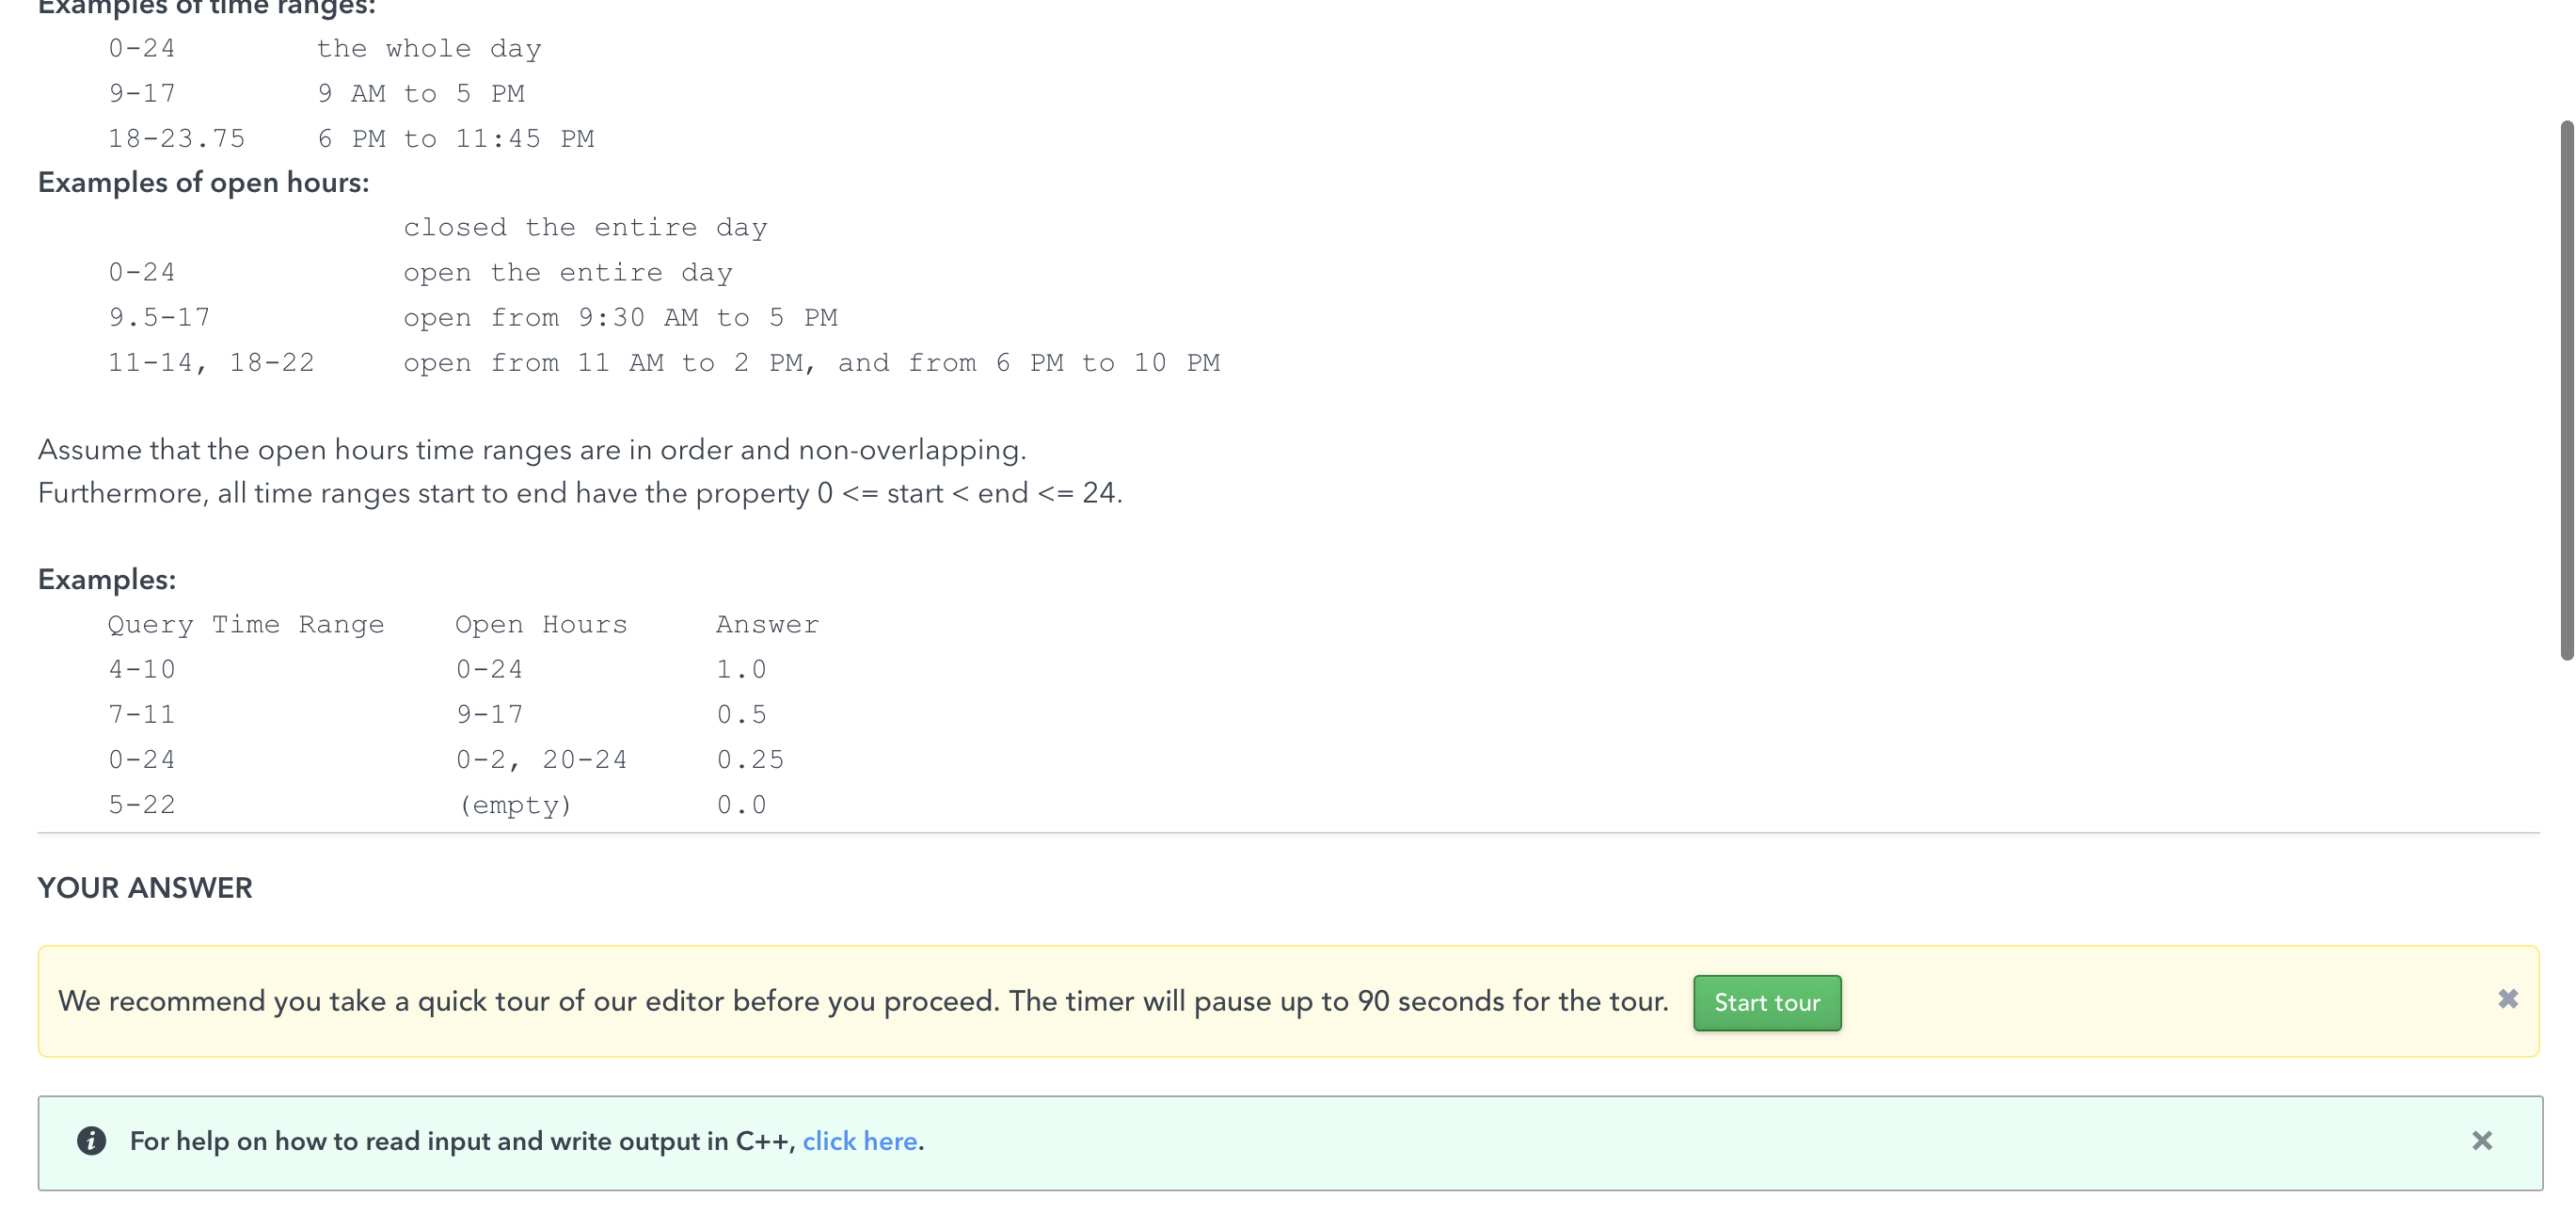 Examples of time ranges:
0-24 the whole day
9-17 9 AM to 5 PM
18-23.75 6 PM to 11:45 PM
Examples of open hours:
closed the entire day
0-24 open the entire day
9.5-17 open from 9:30 AM to 5 PM
11-14, 18-22 open from 11 AM to 2 PM, and from 6 PM to 10 PM
Assume that the open hours time ranges are in order and non-overlapping.
Furthermore, all time ranges start to end have the property 0 <= start < end <= 24.
Examples:
Query Time Range Open Hours Answer
4-10 0-24 1.0
7-11 9-17 0.5
0-24 0-2, 20-24 0.25
5-22 (empty) 0.0
YOUR ANSWER
We recommend you take a quick tour of our editor before you proceed. The timer will pause up to 90 seconds for the tour. Start tour
For help on how to read input and write output in C++, click here.